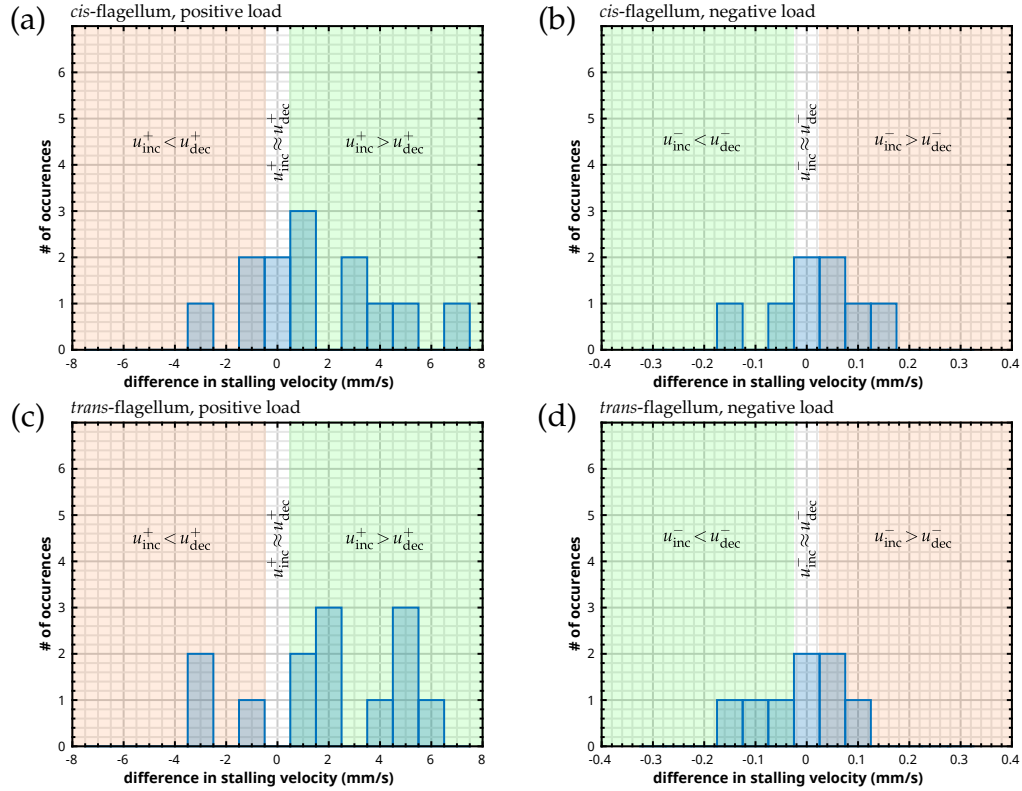 (a) cis-flagellum, positive load
# of occurences
7
6
5
4
3
2
1
0
u⁺inc < u⁺dec
u⁺inc ≈ u⁺dec
u⁺inc > u⁺dec
-8 -6 -4 -2 0 2 4 6 8
difference in stalling velocity (mm/s)
(b) cis-flagellum, negative load
# of occurences
6
5
4
3
2
1
0
u⁻inc < u⁻dec
u⁻inc ≈ u⁻dec
u⁻inc > u⁻dec
-0.4 -0.3 -0.2 -0.1 0 0.1 0.2 0.3 0.4
difference in stalling velocity (mm/s)
(c) trans-flagellum, positive load
# of occurences
6
5
4
3
2
1
0
u⁺inc < u⁺dec
u⁺inc ≈ u⁺dec
u⁺inc > u⁺dec
-8 -6 -4 -2 0 2 4 6 8
difference in stalling velocity (mm/s)
(d) trans-flagellum, negative load
# of occurences
6
5
4
3
2
1
0
u⁻inc < u⁻dec
u⁻inc ≈ u⁻dec
u⁻inc > u⁻dec
-0.4 -0.3 -0.2 -0.1 0 0.1 0.2 0.3 0.4
difference in stalling velocity (mm/s)